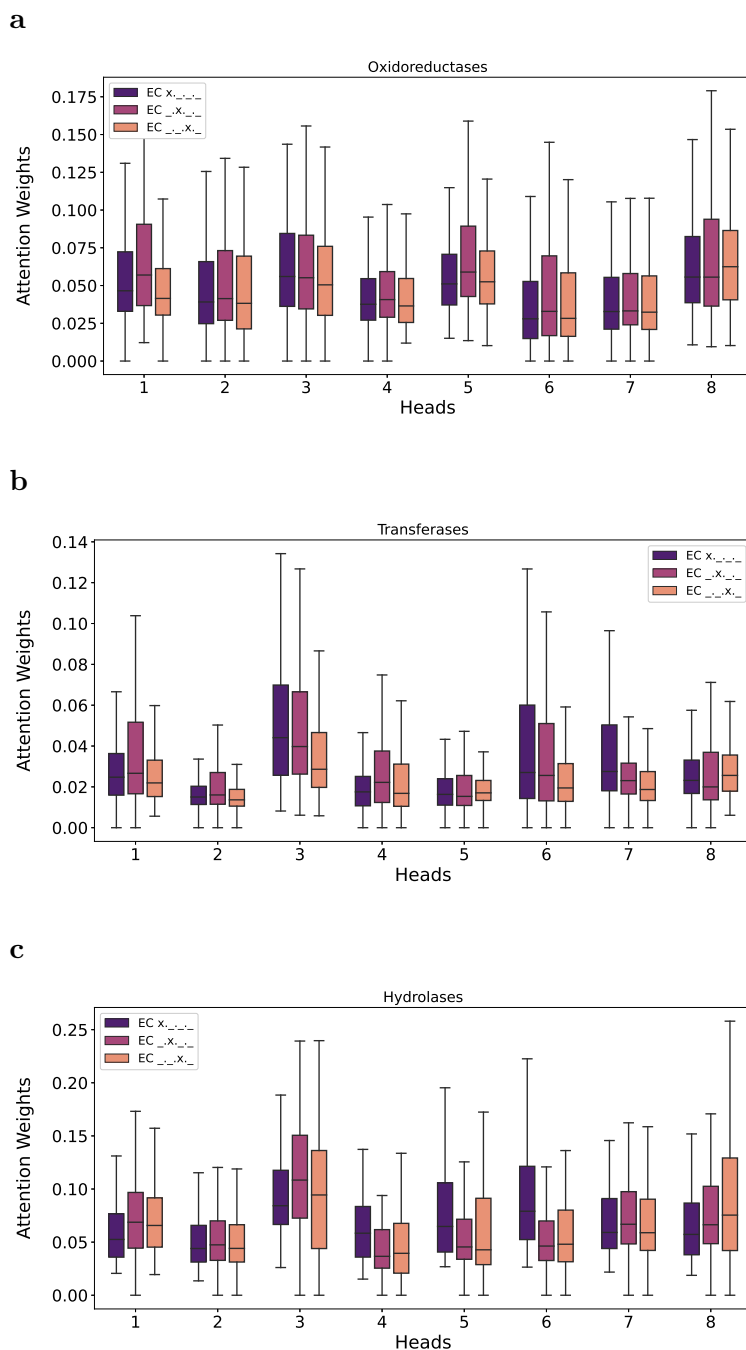 a
Oxidoreductases
EC x._._._
EC _.x._._
EC _._.x._
0.175
0.150
0.125
0.100
0.075
0.050
0.025
0.000
Attention Weights
1 2 3 4 5 6 7 8
Heads
b
Transferases
EC x._._._
EC _.x._._
EC _._.x._
0.14
0.12
0.10
0.08
0.06
0.04
0.02
0.00
Attention Weights
1 2 3 4 5 6 7 8
Heads
c
Hydrolases
EC x._._._
EC _.x._._
EC _._.x._
0.25
0.20
0.15
0.10
0.05
0.00
Attention Weights
1 2 3 4 5 6 7 8
Heads